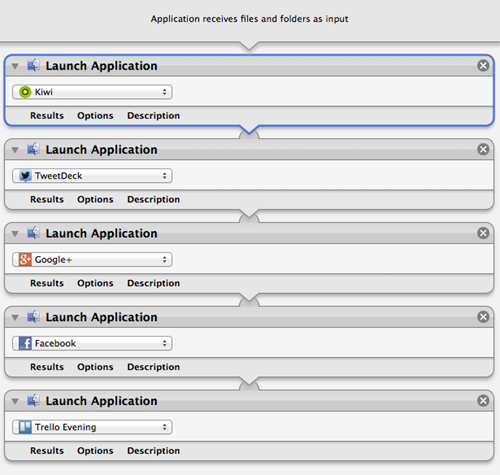 Application receives files and folders as input
Launch Application
Kiwi
Results Options Description
Launch Application
TweetDeck
Results Options Description
Launch Application
Google+
Results Options Description
Launch Application
Facebook
Results Options Description
Launch Application
Trello Evening
Results Options Description